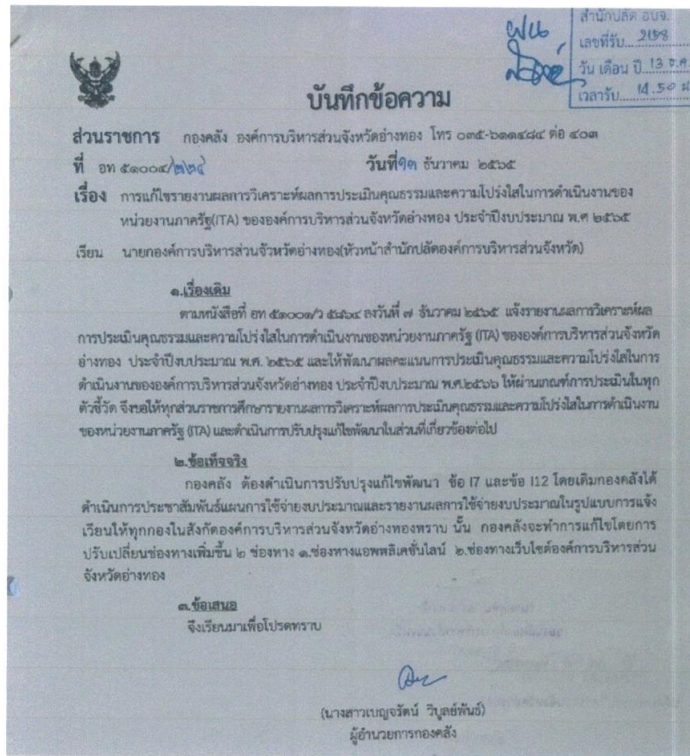 สำนักปลัด อบจ.
เลขที่รับ... 2158
วัน เดือน ปี 13 ธ.ค.
เวลารับ 14.50 น
บันทึกข้อความ
ส่วนราชการ กองคลัง องค์การบริหารส่วนจังหวัดอ่างทอง โทร ๐๓๕-๖๑๑๔๘๔ ต่อ ๔๐๓
ที่ อท ๕๑๐๐๔/ วันที่ ๑๓ ธันวาคม ๒๕๖๕
เรื่อง การแก้ไขรายงานผลการวิเคราะห์ผลการประเมินคุณธรรมและความโปร่งใสในการดำเนินงานของ
หน่วยงานภาครัฐ(ITA) ขององค์การบริหารส่วนจังหวัดอ่างทอง ประจำปีงบประมาณ พ.ศ ๒๕๖๕
เรียน นายกองค์การบริหารส่วนจังหวัดอ่างทอง(หัวหน้าสำนักปลัดองค์การบริหารส่วนจังหวัด)
๑.เรื่องเดิม
ตามหนังสือที่ อท ๕๑๐๐๑/ว ๕๘๖๔ ลงวันที่ ๗ ธันวาคม ๒๕๖๕ แจ้งรายงานผลการวิเคราะห์ผล
การประเมินคุณธรรมและความโปร่งใสในการดำเนินงานของหน่วยงานภาครัฐ (ITA) ขององค์การบริหารส่วนจังหวัด
อ่างทอง ประจำปีงบประมาณ พ.ศ. ๒๕๖๕ และให้พัฒนาผลคะแนนการประเมินคุณธรรมและความโปร่งใสในการ
ดำเนินงานขององค์การบริหารส่วนจังหวัดอ่างทอง ประจำปีงบประมาณ พ.ศ.๒๕๖๖ ให้ผ่านเกณฑ์การประเมินในทุก
ตัวชี้วัด จึงขอให้ทุกส่วนราชการศึกษารายงานผลการวิเคราะห์ผลการประเมินคุณธรรมและความโปร่งใสในการดำเนินงาน
ของหน่วยงานภาครัฐ (ITA) และดำเนินการปรับปรุงแก้ไขพัฒนาในส่วนที่เกี่ยวข้องต่อไป
๒.ข้อเท็จจริง
กองคลัง ต้องดำเนินการปรับปรุงแก้ไขพัฒนา ข้อ I7 และข้อ I12 โดยเดิมกองคลังได้
ดำเนินการประชาสัมพันธ์แผนการใช้จ่ายงบประมาณและรายงานผลการใช้จ่ายงบประมาณในรูปแบบการแจ้ง
เวียนให้ทุกกองในสังกัดองค์การบริหารส่วนจังหวัดอ่างทองทราบ นั้น กองคลังจะทำการแก้ไขโดยการ
ปรับเปลี่ยนช่องทางเพิ่มขึ้น ๒ ช่องทาง ๑.ช่องทางแอพพลิเคชั่นไลน์ ๒.ช่องทางเว็บไซต์องค์การบริหารส่วน
จังหวัดอ่างทอง
๓.ข้อเสนอ
จึงเรียนมาเพื่อโปรดทราบ
(นางสาวเบญจรัตน์ วิบูลย์พันธ์)
ผู้อำนวยการกองคลัง